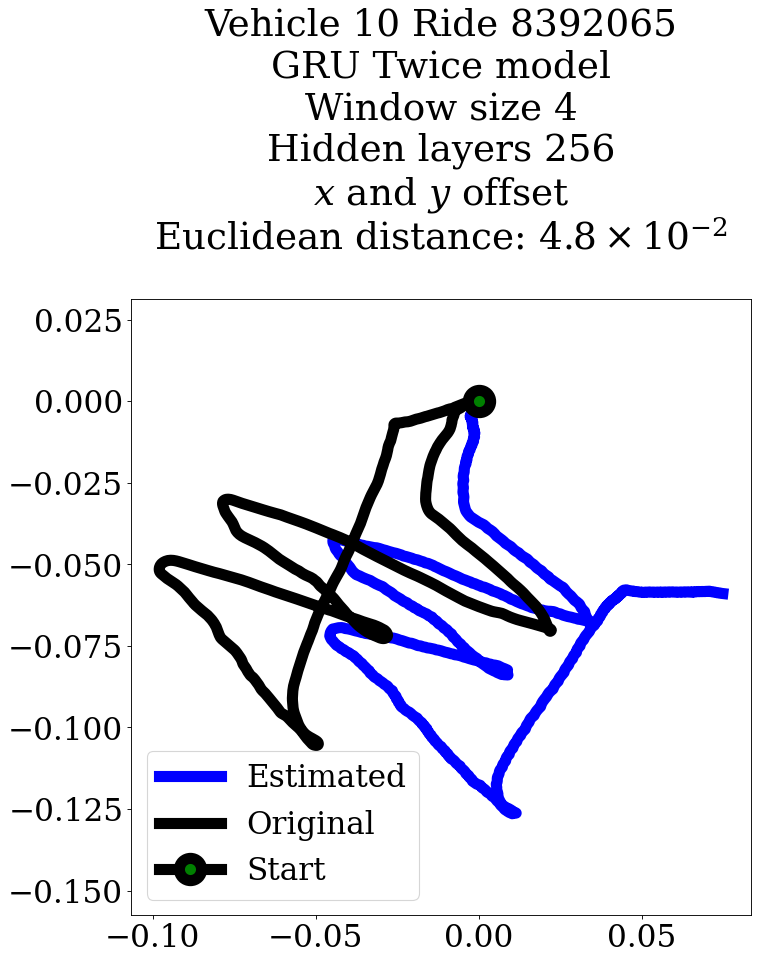 Vehicle 10 Ride 8392065
GRU Twice model
Window size 4
Hidden layers 256
x and y offset
Euclidean distance: 4.8 × 10⁻²
0.025
0.000
−0.025
−0.050
−0.075
−0.100
−0.125
−0.150
Estimated
Original
Start
−0.10
−0.05
0.00
0.05